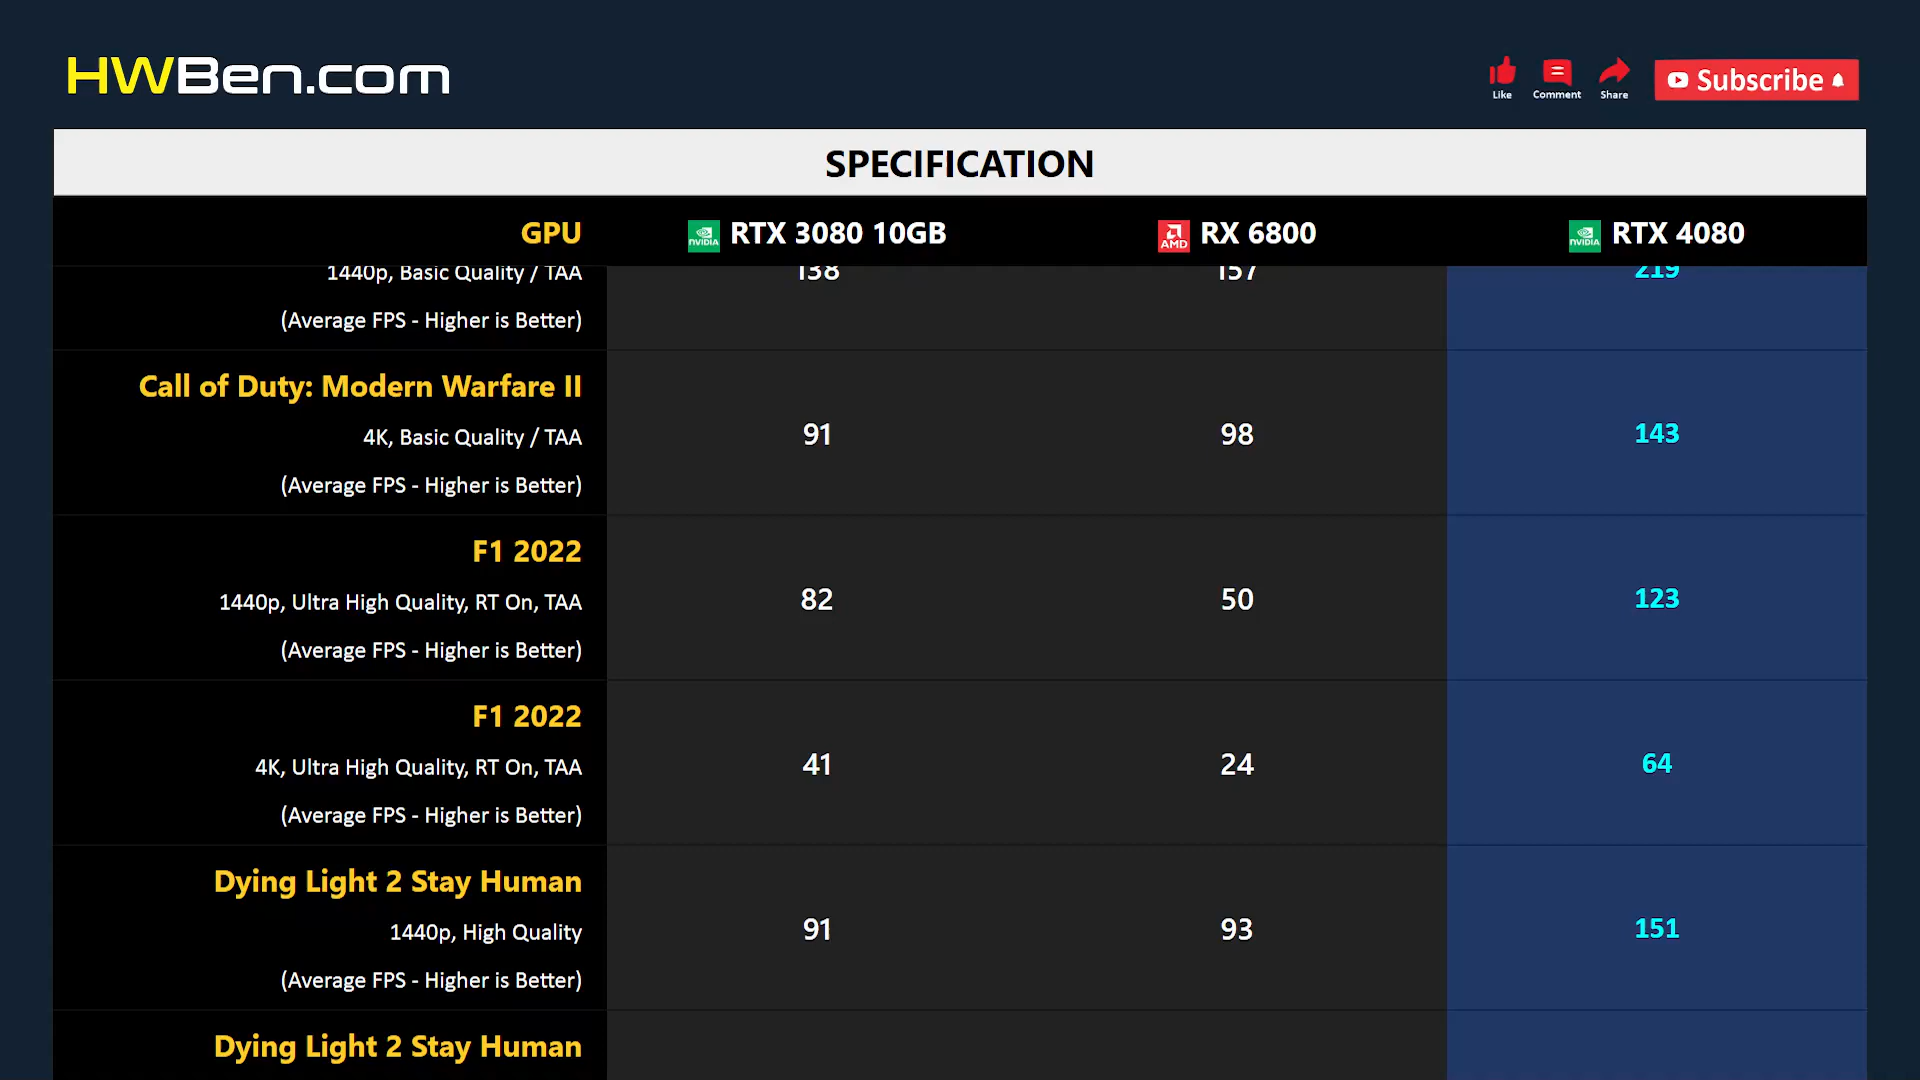 HWBen.com
Like
Comment
Share
Subscribe
SPECIFICATION
GPU
NVIDIA RTX 3080 10GB
AMD RX 6800
NVIDIA RTX 4080
1440p, Basic Quality / TAA 138 157 219
(Average FPS - Higher is Better)
Call of Duty: Modern Warfare II
4K, Basic Quality / TAA 91 98 143
(Average FPS - Higher is Better)
F1 2022
1440p, Ultra High Quality, RT On, TAA 82 50 123
(Average FPS - Higher is Better)
F1 2022
4K, Ultra High Quality, RT On, TAA 41 24 64
(Average FPS - Higher is Better)
Dying Light 2 Stay Human
1440p, High Quality 91 93 151
(Average FPS - Higher is Better)
Dying Light 2 Stay Human